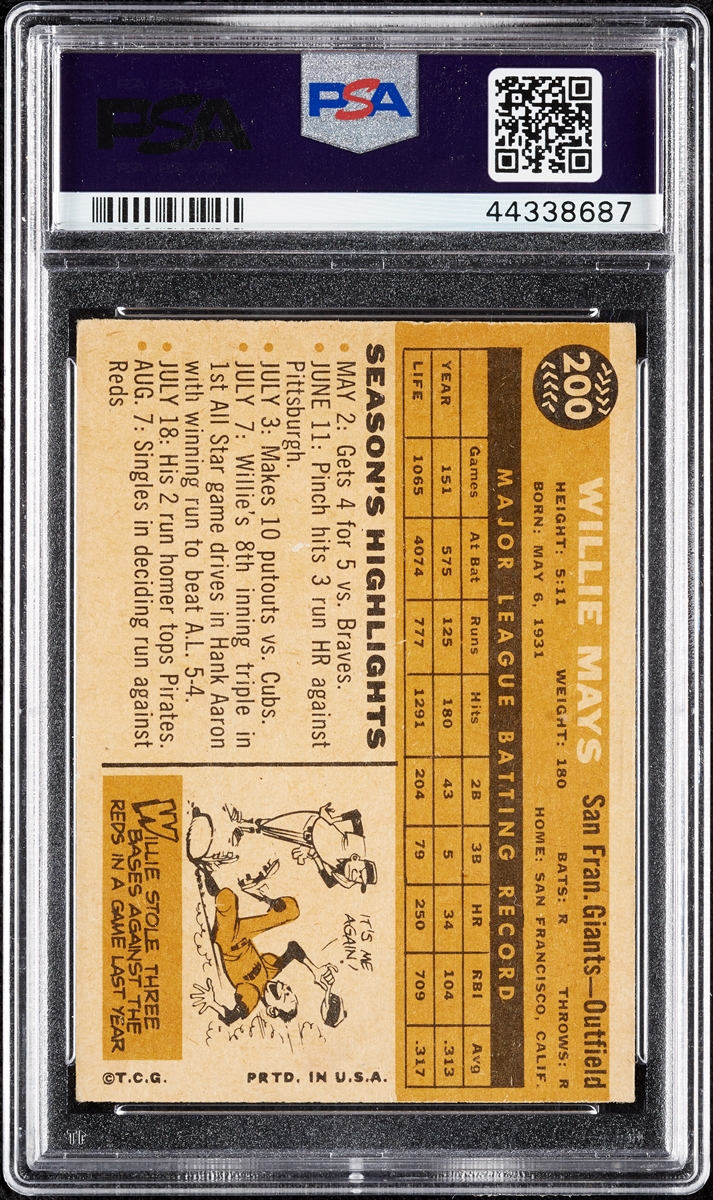 PSA
PSA
44338687
200
WILLIE MAYS San Fran. Giants—Outfield
HEIGHT: 5:11 WEIGHT: 180 BATS: R THROWS: R
BORN: MAY 6, 1931 HOME: SAN FRANCISCO, CALIF.
MAJOR LEAGUE BATTING RECORD
Games At Bat Runs Hits 2B 3B HR RBI Avg
YEAR 151 575 125 180 43 5 34 104 .313
LIFE 1065 4074 777 1291 204 79 250 709 .317
SEASON'S HIGHLIGHTS
• MAY 2: Gets 4 for 5 vs. Braves.
• JUNE 11: Pinch hits 3 run HR against
Pittsburgh.
• JULY 3: Makes 10 putouts vs. Cubs.
• JULY 7: Willie's 8th inning triple in
1st All Star game drives in Hank Aaron
with winning run to beat A.L. 5-4.
• JULY 18: His 2 run homer tops Pirates.
• AUG. 7: Singles in deciding run against
Reds
IT'S ME
AGAIN!
WILLIE STOLE THREE
BASES AGAINST THE
REDS IN A GAME LAST YEAR
©T.C.G. PRTD. IN U.S.A.